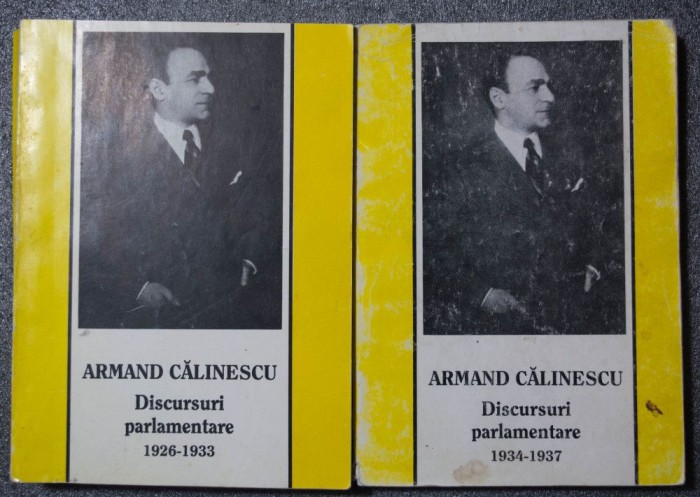 ARMAND CĂLINESCU
Discursuri
parlamentare
1926-1933
ARMAND CĂLINESCU
Discursuri
parlamentare
1934-1937